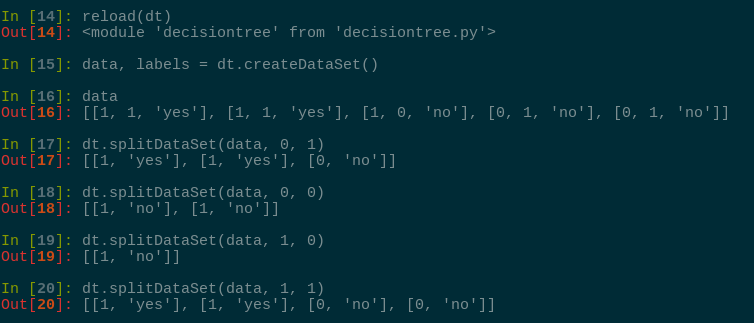 In [14]: reload(dt)
Out[14]: <module 'decisiontree' from 'decisiontree.py'>
In [15]: data, labels = dt.createDataSet()
In [16]: data
Out[16]: [[1, 1, 'yes'], [1, 1, 'yes'], [1, 0, 'no'], [0, 1, 'no'], [0, 1, 'no']]
In [17]: dt.splitDataSet(data, 0, 1)
Out[17]: [[1, 'yes'], [1, 'yes'], [0, 'no']]
In [18]: dt.splitDataSet(data, 0, 0)
Out[18]: [[1, 'no'], [1, 'no']]
In [19]: dt.splitDataSet(data, 1, 0)
Out[19]: [[1, 'no']]
In [20]: dt.splitDataSet(data, 1, 1)
Out[20]: [[1, 'yes'], [1, 'yes'], [0, 'no'], [0, 'no']]